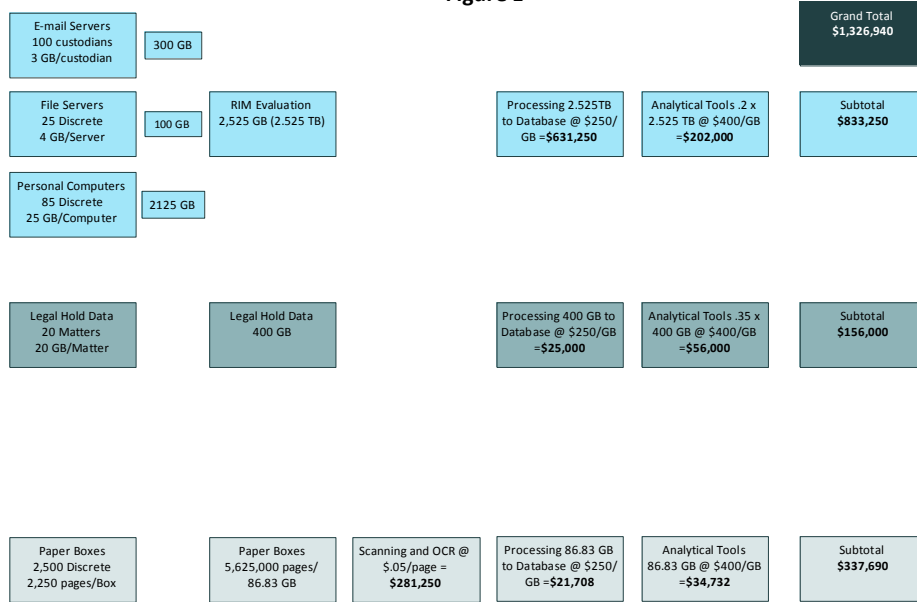 Figure
E-mail Servers
100 custodians
3 GB/custodian
300 GB
Grand Total
$1,326,940
File Servers
25 Discrete
4 GB/Server
100 GB
RIM Evaluation
2,525 GB (2.525 TB)
Processing 2.525TB
to Database @ $250/
GB =$631,250
Analytical Tools .2 x
2.525 TB @ $400/GB
=$202,000
Subtotal
$833,250
Personal Computers
85 Discrete
25 GB/Computer
2125 GB
Legal Hold Data
20 Matters
20 GB/Matter
Legal Hold Data
400 GB
Processing 400 GB to
Database @ $250/GB
=$25,000
Analytical Tools .35 x
400 GB @ $400/GB
=$56,000
Subtotal
$156,000
Paper Boxes
2,500 Discrete
2,250 pages/Box
Paper Boxes
5,625,000 pages/
86.83 GB
Scanning and OCR @
$.05/page =
$281,250
Processing 86.83 GB
to Database @ $250/
GB =$21,708
Analytical Tools
86.83 GB @ $400/GB
=$34,732
Subtotal
$337,690